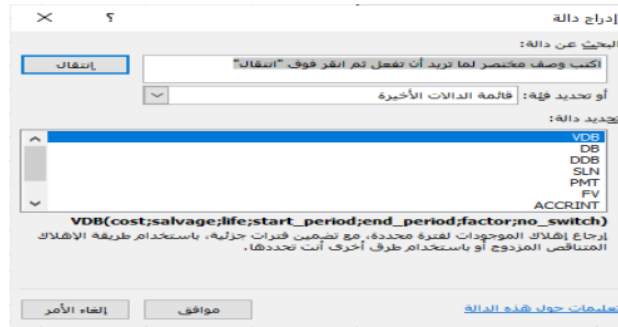 إدراج دالة ؟ ×
البحث عن دالة:
اكتب وصف مختصر لما تريد أن تفعل ثم انقر فوق "انتقال" إنتقال
أو تحديد فئة: قائمة الدالات الأخيرة
تحديد دالة:
VDB
DB
DDB
SLN
PMT
FV
ACCRINT
VDB(cost;salvage;life;start_period;end_period;factor;no_switch)
إرجاع إهلاك الموجودات لفترة محددة، مع تضمين فترات جزئية، باستخدام طريقة الإهلاك
المتناقص المزدوج أو باستخدام طرق أخرى أنت تحددها.
تعليمات حول هذه الدالة موافق إلغاء الأمر